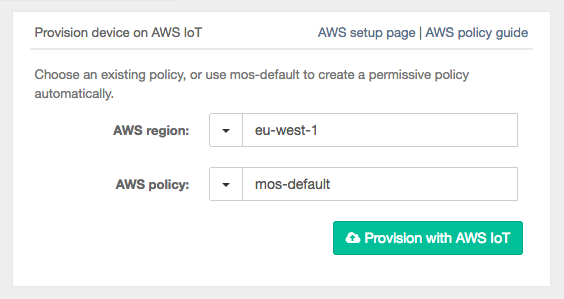 Provision device on AWS IoT AWS setup page | AWS policy guide
Choose an existing policy, or use mos-default to create a permissive policy
automatically.
AWS region: eu-west-1
AWS policy: mos-default
Provision with AWS IoT